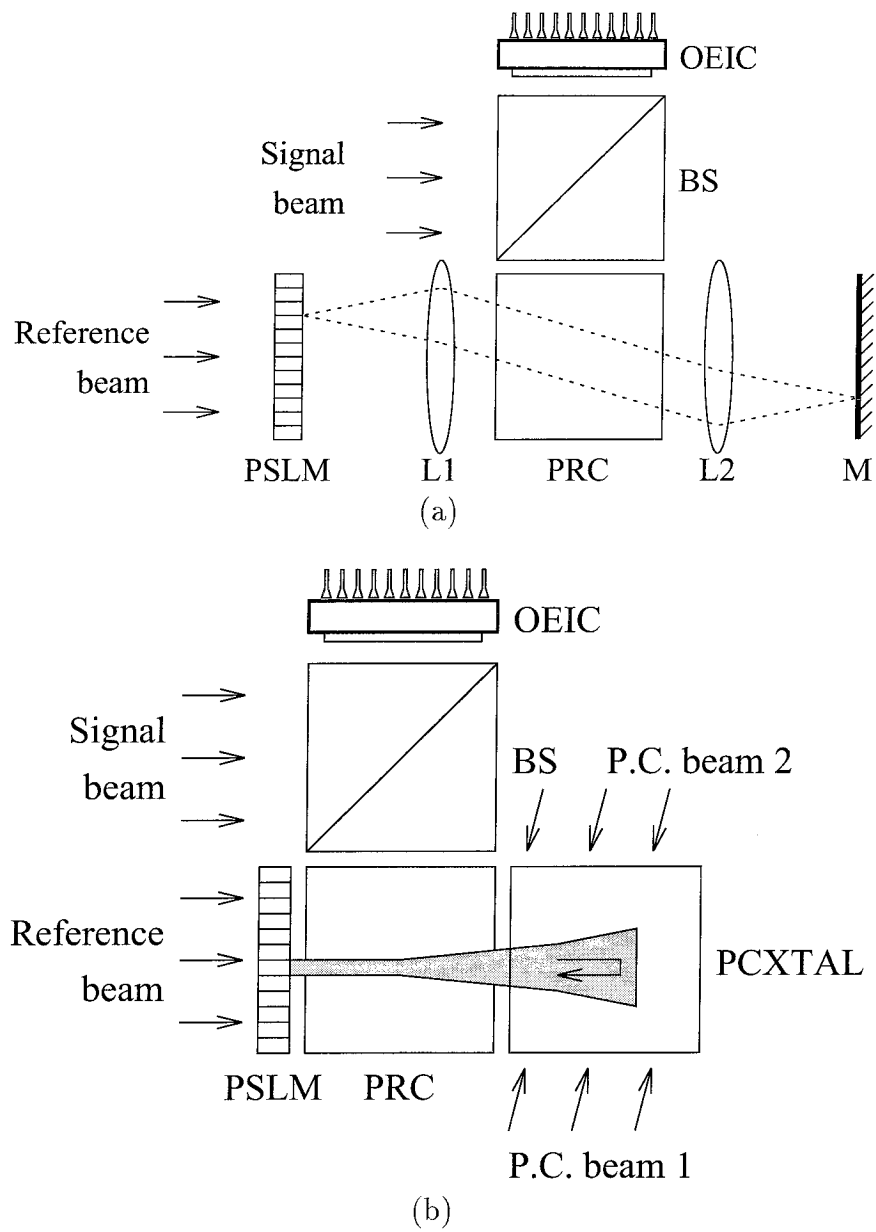 OEIC
Signal
beam
BS
Reference
beam
PSLM
L1
PRC
L2
M
(a)
OEIC
Signal
beam
BS
P.C. beam 2
Reference
beam
PCXTAL
PSLM
PRC
P.C. beam 1
(b)